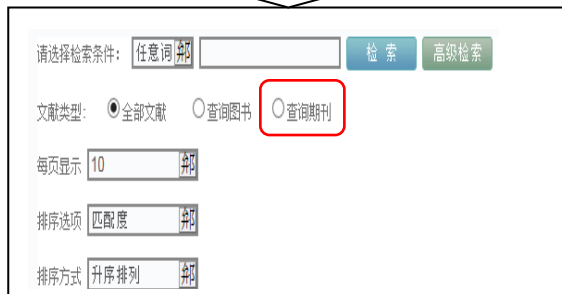 请选择检索条件： 任意词 检 索 高级检索
文献类型： 全部文献 查询图书 查询期刊
每页显示 10
排序选项 匹配度
排序方式 升序排列